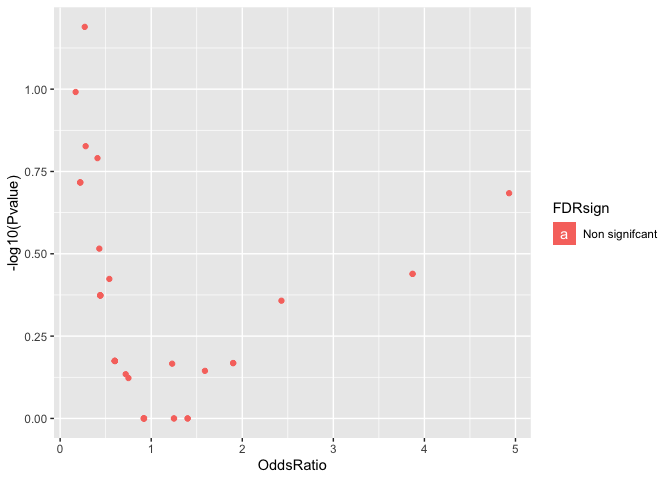 1.00
0.75
0.50
0.25
0.00
-log10(Pvalue)
0 1 2 3 4 5
OddsRatio
FDRsign
a Non signifcant